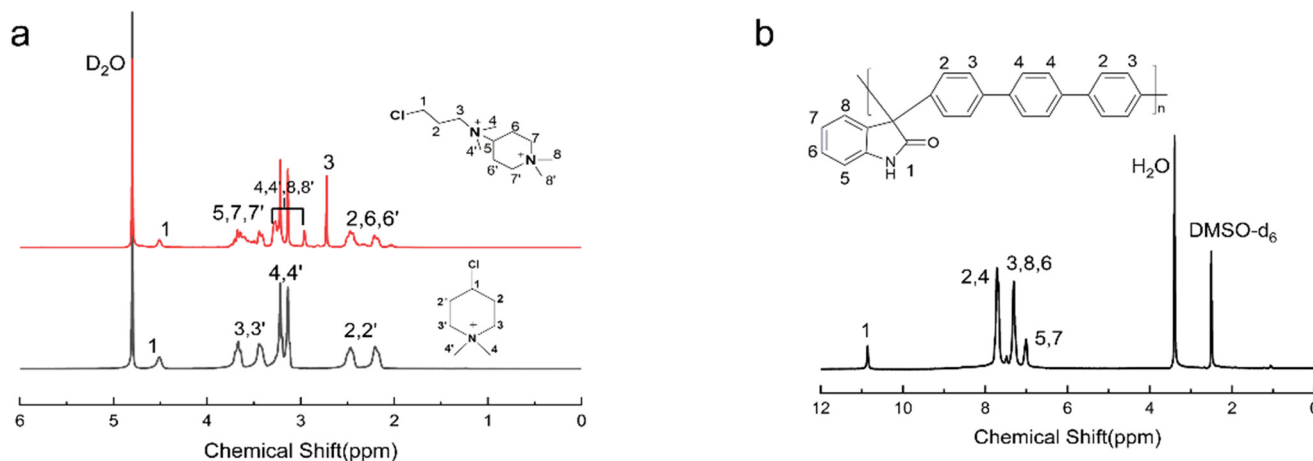 a
D₂O
1
5,7,7'
4,4',8,8'
3
2,6,6'
Cl
1
2
3
N⁺
4
4'
5
6
6'
7
7'
N⁺
8
8'
1
3,3'
4,4'
2,2'
Cl
1
2'
2
3'
3
N⁺
4'
4
6 5 4 3 2 1 0
Chemical Shift(ppm)
b
2 3 4 4 2 3
n
8
7
6
5
O
NH
1
1
2,4
3,8,6
5,7
H₂O
DMSO-d₆
12 10 8 6 4 2 0
Chemical Shift(ppm)